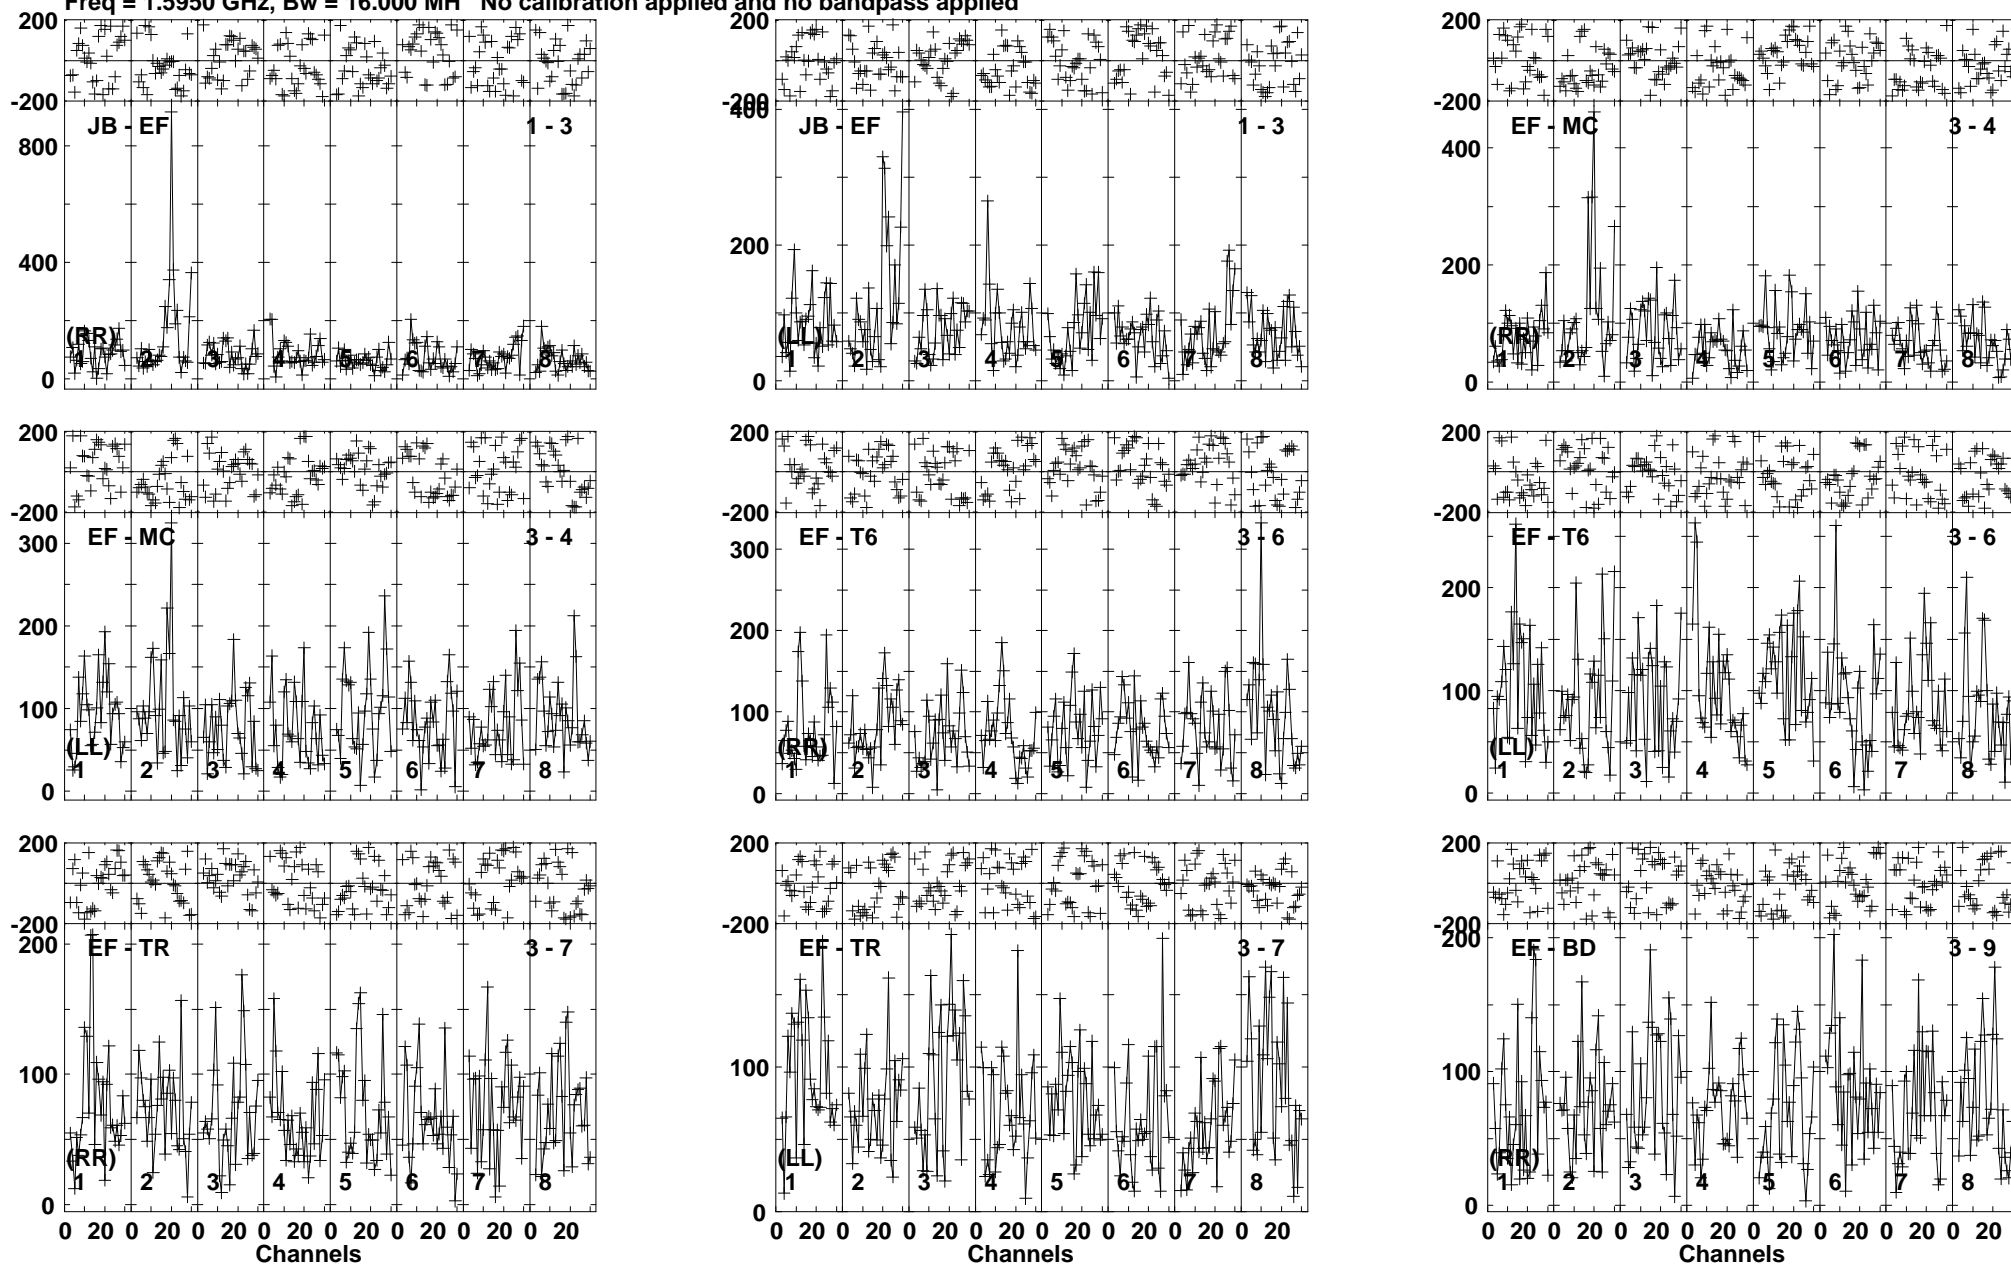 Freq = 1.5950 GHz, Bw = 16.000 MH No calibration applied and no bandpass applied
200 200 200
-200 -200 -200
JB - EF 1 - 3 JB - EF 1 - 3 EF - MC 3 - 4
800 400 400
400 200 200
(RR) (LL) (RR)
1 2 3 4 5 6 7 8 1 2 3 4 5 6 7 8 1 2 3 4 5 6 7 8
0 0 0
200 200 200
-200 -200 -200
EF - MC 3 - 4 EF - T6 3 - 6 EF - T6 3 - 6
300 300
200 200 200
100 100 100
(LL) (RR) (LL)
1 2 3 4 5 6 7 8 1 2 3 4 5 6 7 8 1 2 3 4 5 6 7 8
0 0 0
200 200 200
-200 -200 -200
200 200
EF - TR 3 - 7 EF - TR 3 - 7 EF - BD 3 - 9
100 100 100
(RR) (LL) (RR)
1 2 3 4 5 6 7 8 1 2 3 4 5 6 7 8 1 2 3 4 5 6 7 8
0 0 0
0 20 0 20 0 20 0 20 0 20 0 20 0 20 0 20 0 20 0 20 0 20 0 20 0 20 0 20 0 20 0 20 0 20 0 20 0 20 0 20 0 20 0 20 0 20 0 20
Channels Channels Channels